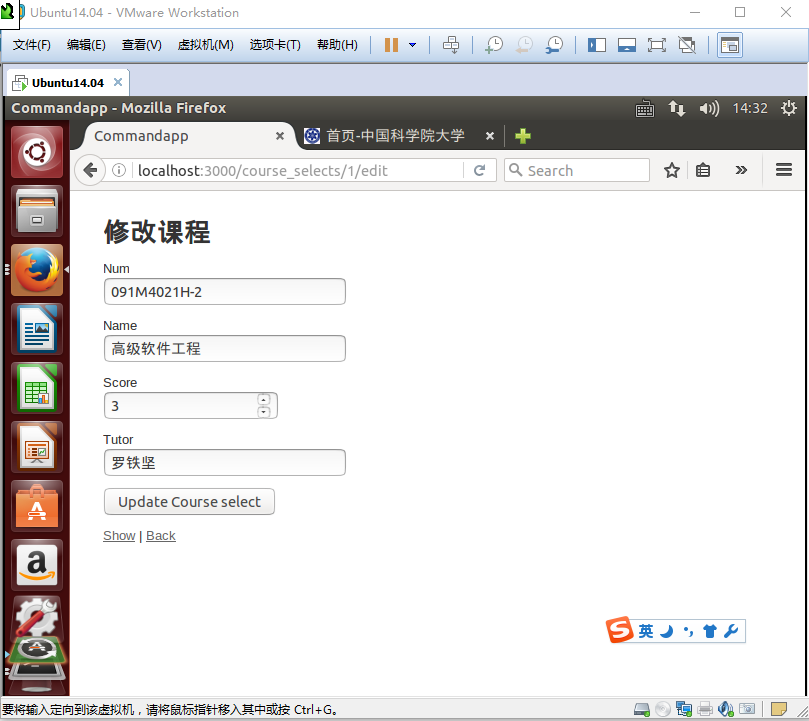 Ubuntu14.04 - VMware Workstation
文件(F) 编辑(E) 查看(V) 虚拟机(M) 选项卡(T) 帮助(H)
Ubuntu14.04
Commandapp - Mozilla Firefox 14:32
Commandapp 首页-中国科学院大学
localhost:3000/course_selects/1/edit Search
修改课程
Num
091M4021H-2
Name
高级软件工程
Score
3
Tutor
罗铁坚
Update Course select
Show | Back
英
要将输入定向到该虚拟机，请将鼠标指针移入其中或按 Ctrl+G。